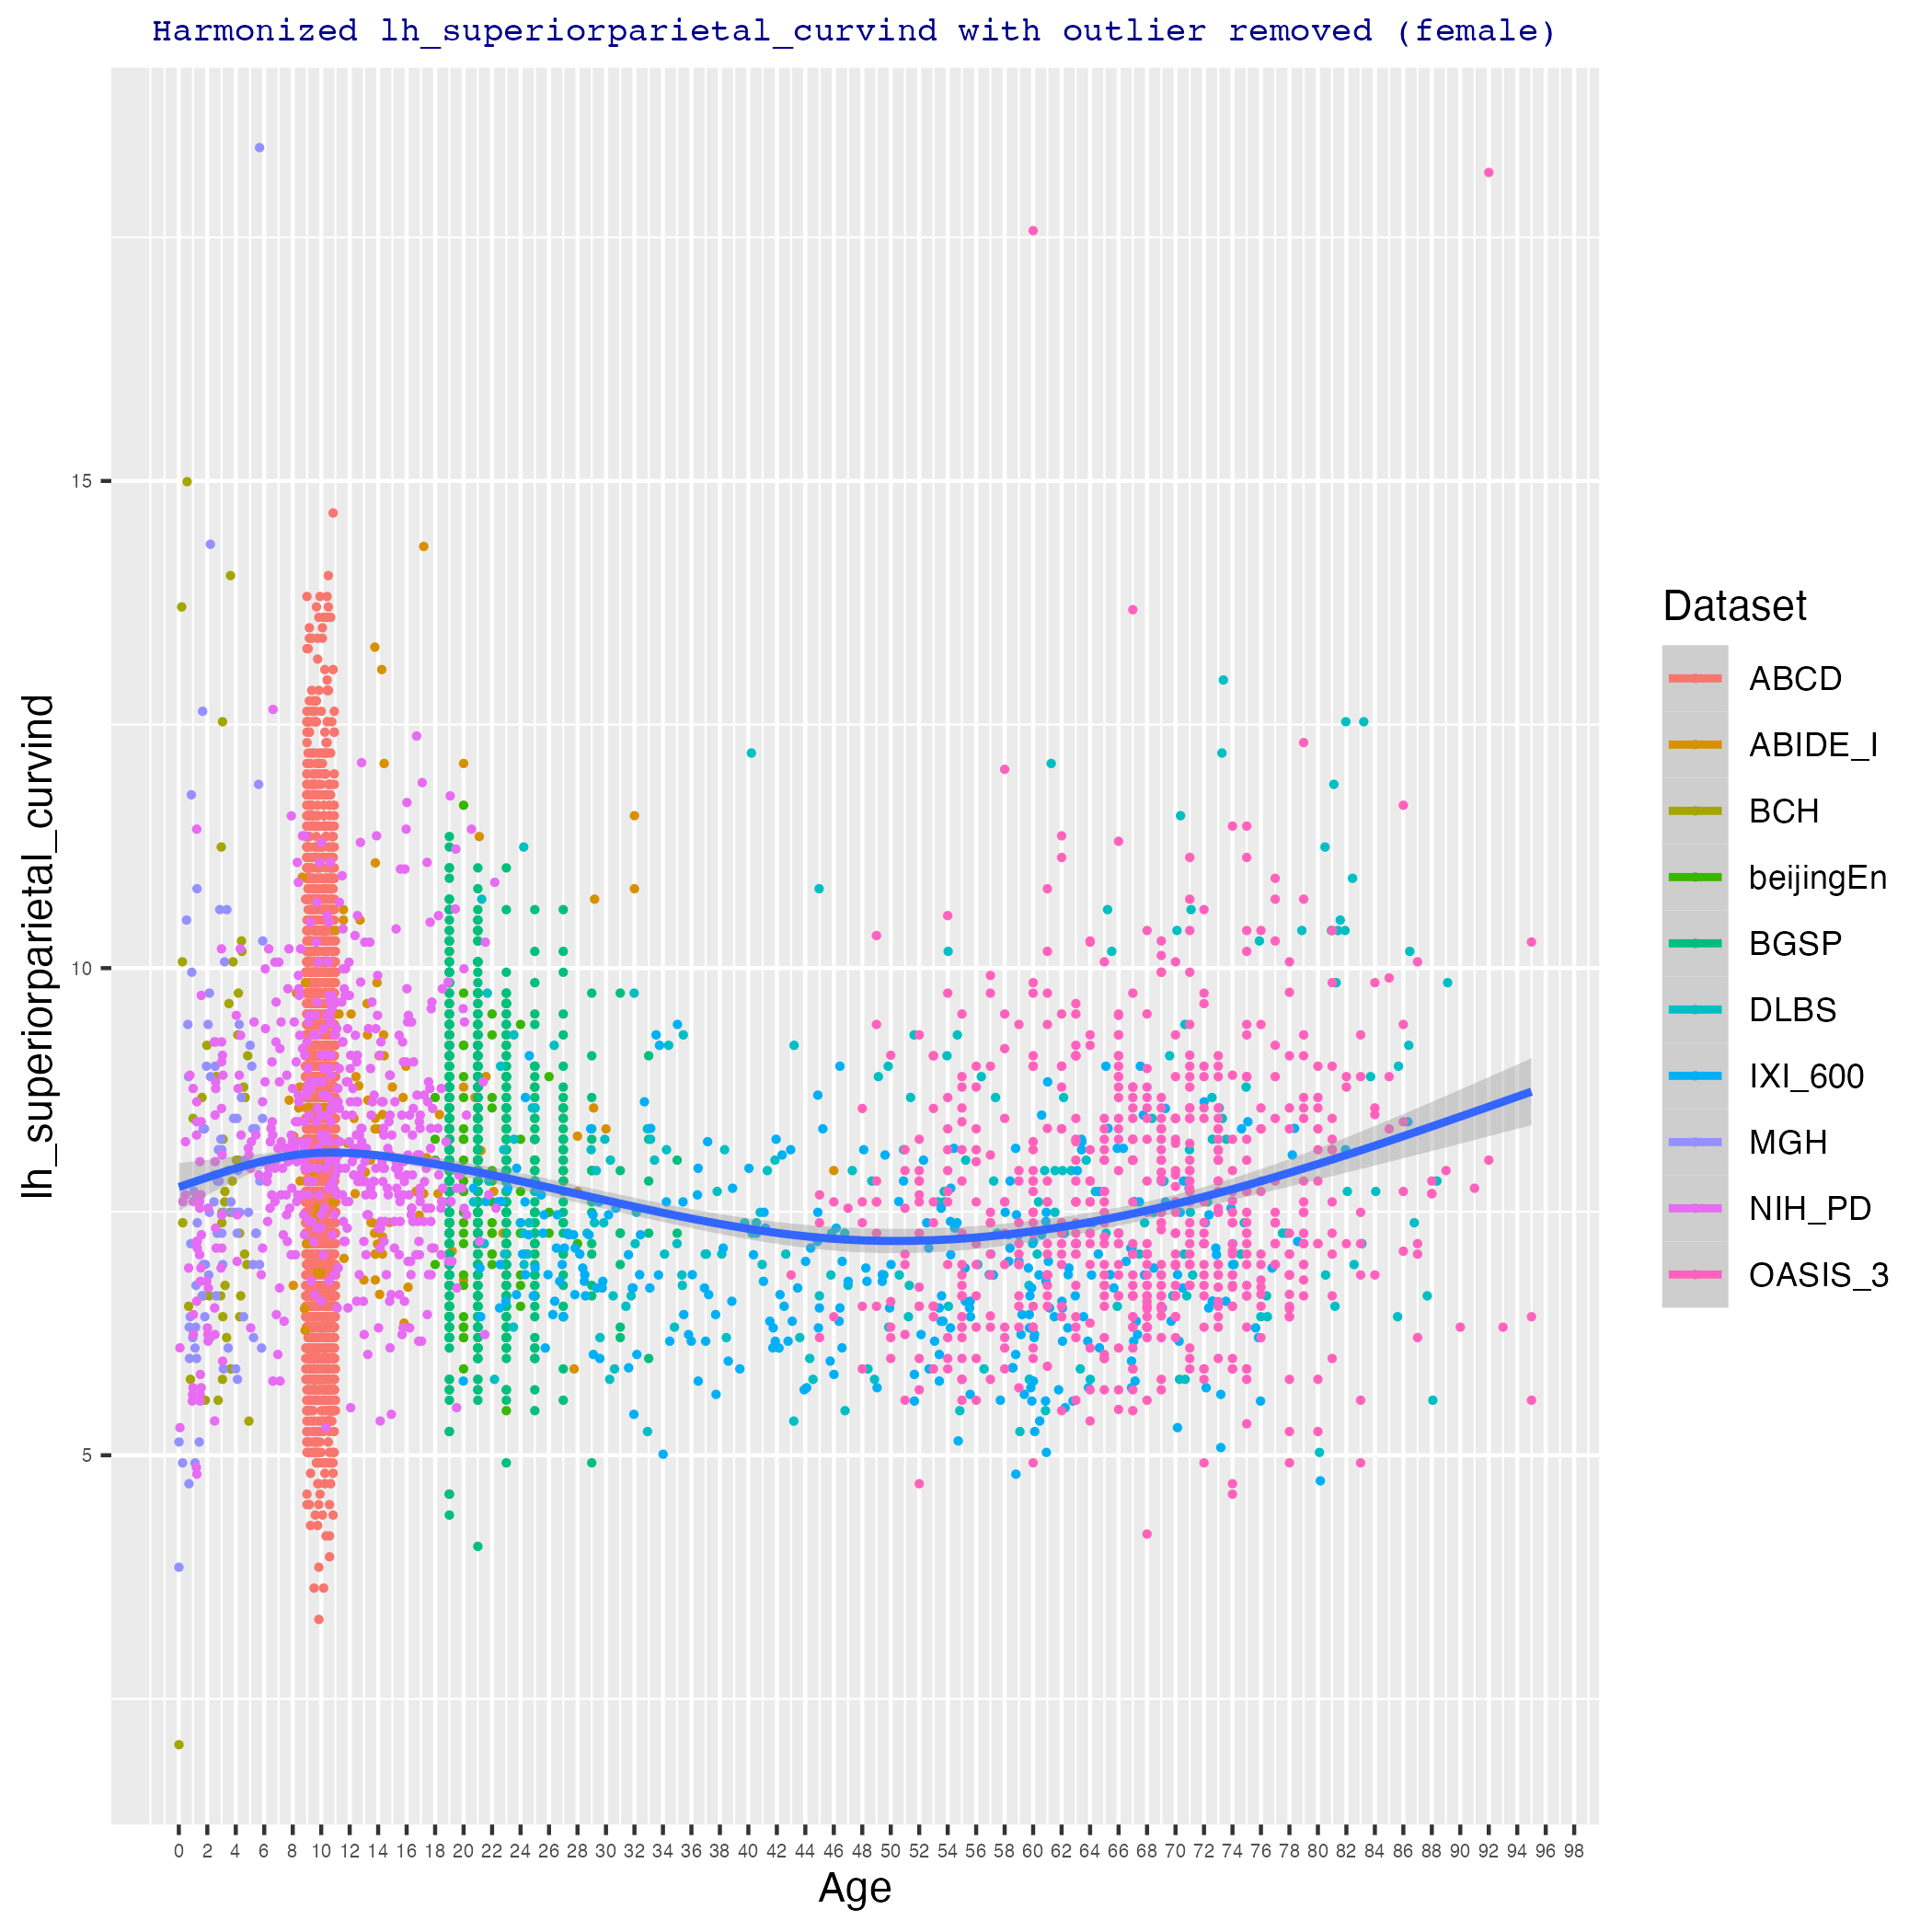 Harmonized lh_superiorparietal_curvind with outlier removed (female)
lh_superiorparietal_curvind
15
10
5
0 2 4 6 8 10 12 14 16 18 20 22 24 26 28 30 32 34 36 38 40 42 44 46 48 50 52 54 56 58 60 62 64 66 68 70 72 74 76 78 80 82 84 86 88 90 92 94 96 98
Age
Dataset
ABCD
ABIDE_I
BCH
beijingEn
BGSP
DLBS
IXI_600
MGH
NIH_PD
OASIS_3